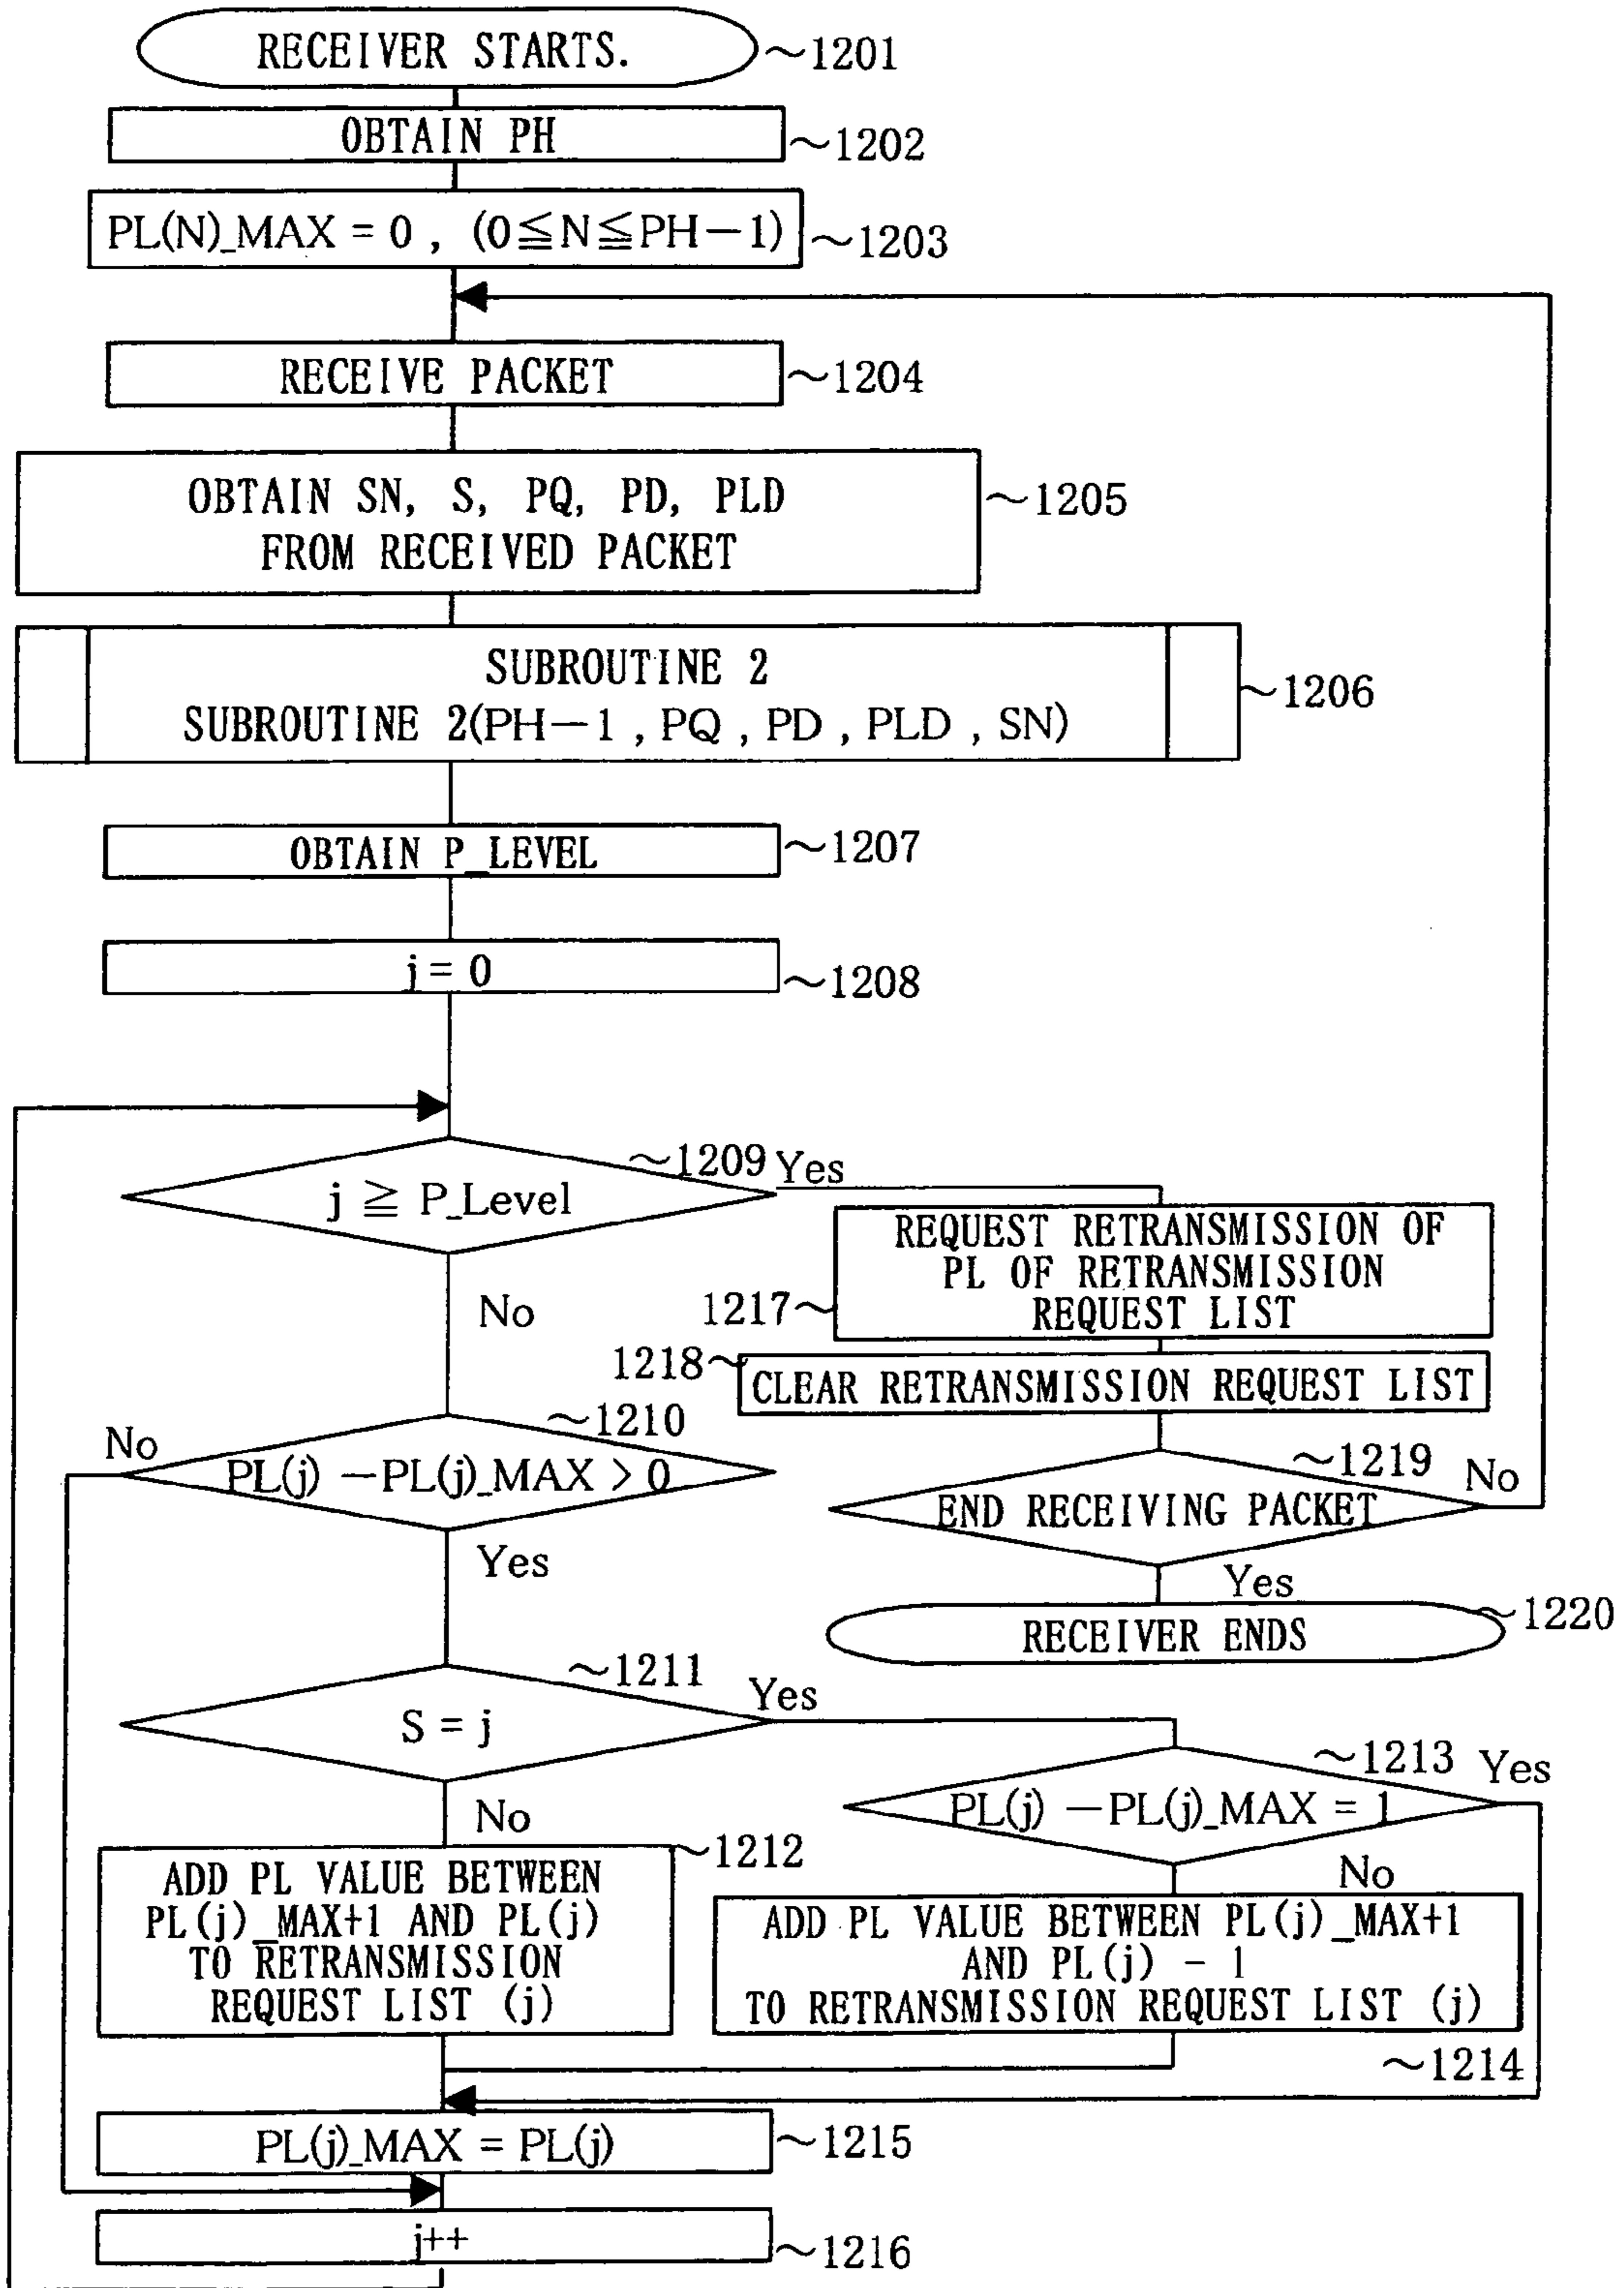 RECEIVER STARTS.
~1201
OBTAIN PH
~1202
PL(N)_MAX = 0 , (0≦N≦PH−1)
~1203
RECEIVE PACKET
~1204
OBTAIN SN, S, PQ, PD, PLD
FROM RECEIVED PACKET
~1205
SUBROUTINE 2
SUBROUTINE 2(PH−1 , PQ , PD , PLD , SN)
~1206
OBTAIN P_LEVEL
~1207
j = 0
~1208
~1209
Yes
j ≧ P_Level
No
REQUEST RETRANSMISSION OF
PL OF RETRANSMISSION
REQUEST LIST
1217~
1218~
CLEAR RETRANSMISSION REQUEST LIST
~1210
No
PL(j) −PL(j)_MAX > 0
Yes
~1219
No
END RECEIVING PACKET
Yes
RECEIVER ENDS
~1220
~1211
Yes
S = j
No
~1213
Yes
PL(j) −PL(j)_MAX = 1
No
~1212
ADD PL VALUE BETWEEN
PL(j)_MAX+1 AND PL(j)
TO RETRANSMISSION
REQUEST LIST (j)
ADD PL VALUE BETWEEN PL(j)_MAX+1
AND PL(j) - 1
TO RETRANSMISSION REQUEST LIST (j)
~1214
PL(j)_MAX = PL(j)
~1215
j++
~1216